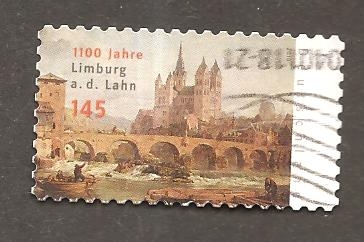 1100 Jahre
Limburg
a. d. Lahn
145